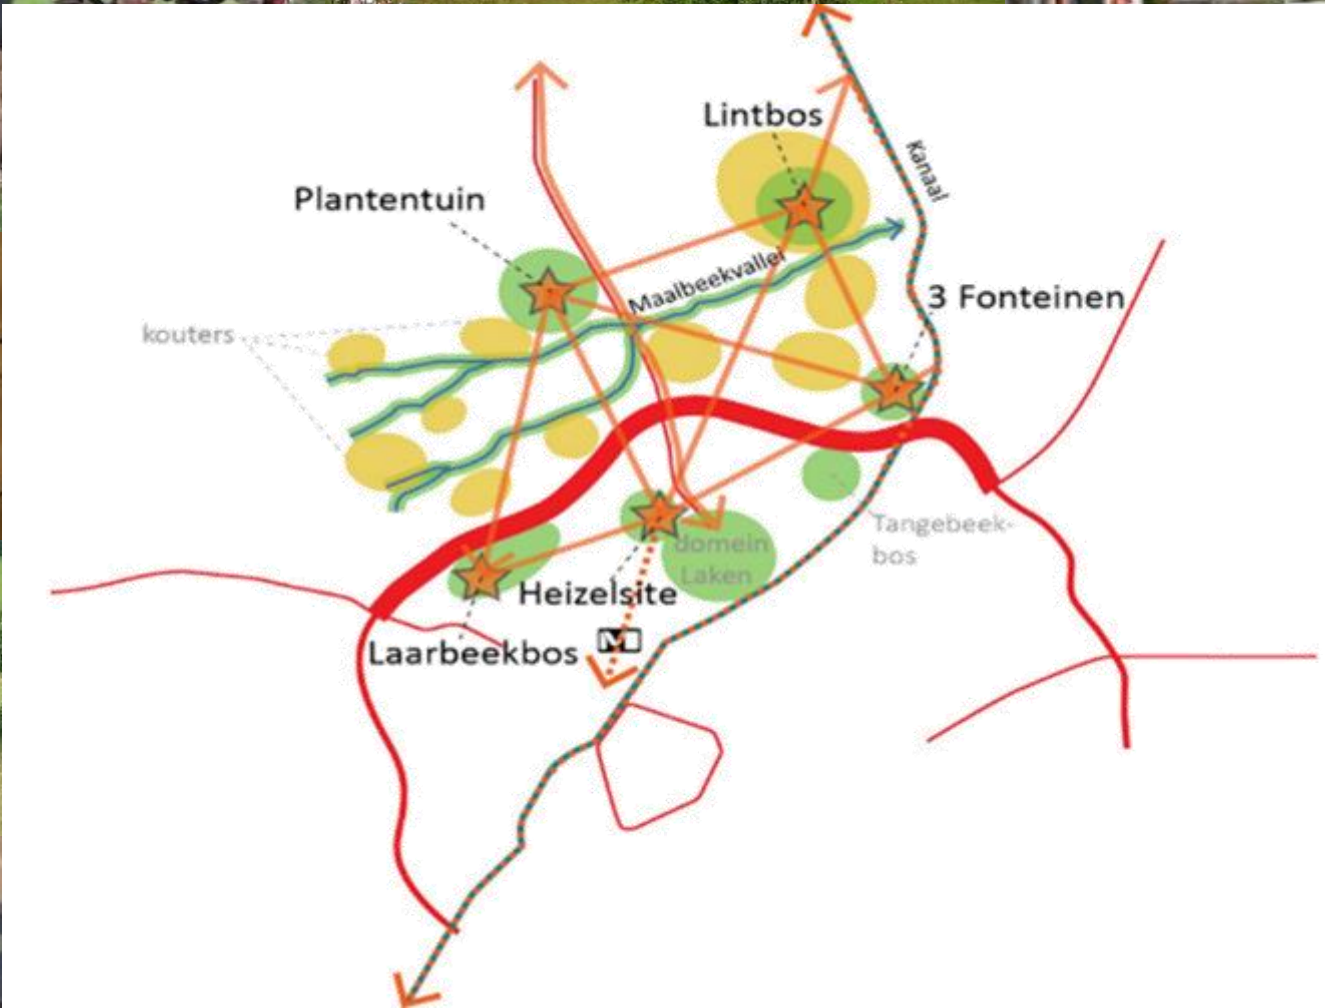 Lintbos
Kanaal
Plantentuin
Maalbeekvallei
3 Fonteinen
kouters
Tangebeek-
bos
domein
Laken
Heizelsite
M
Laarbeekbos